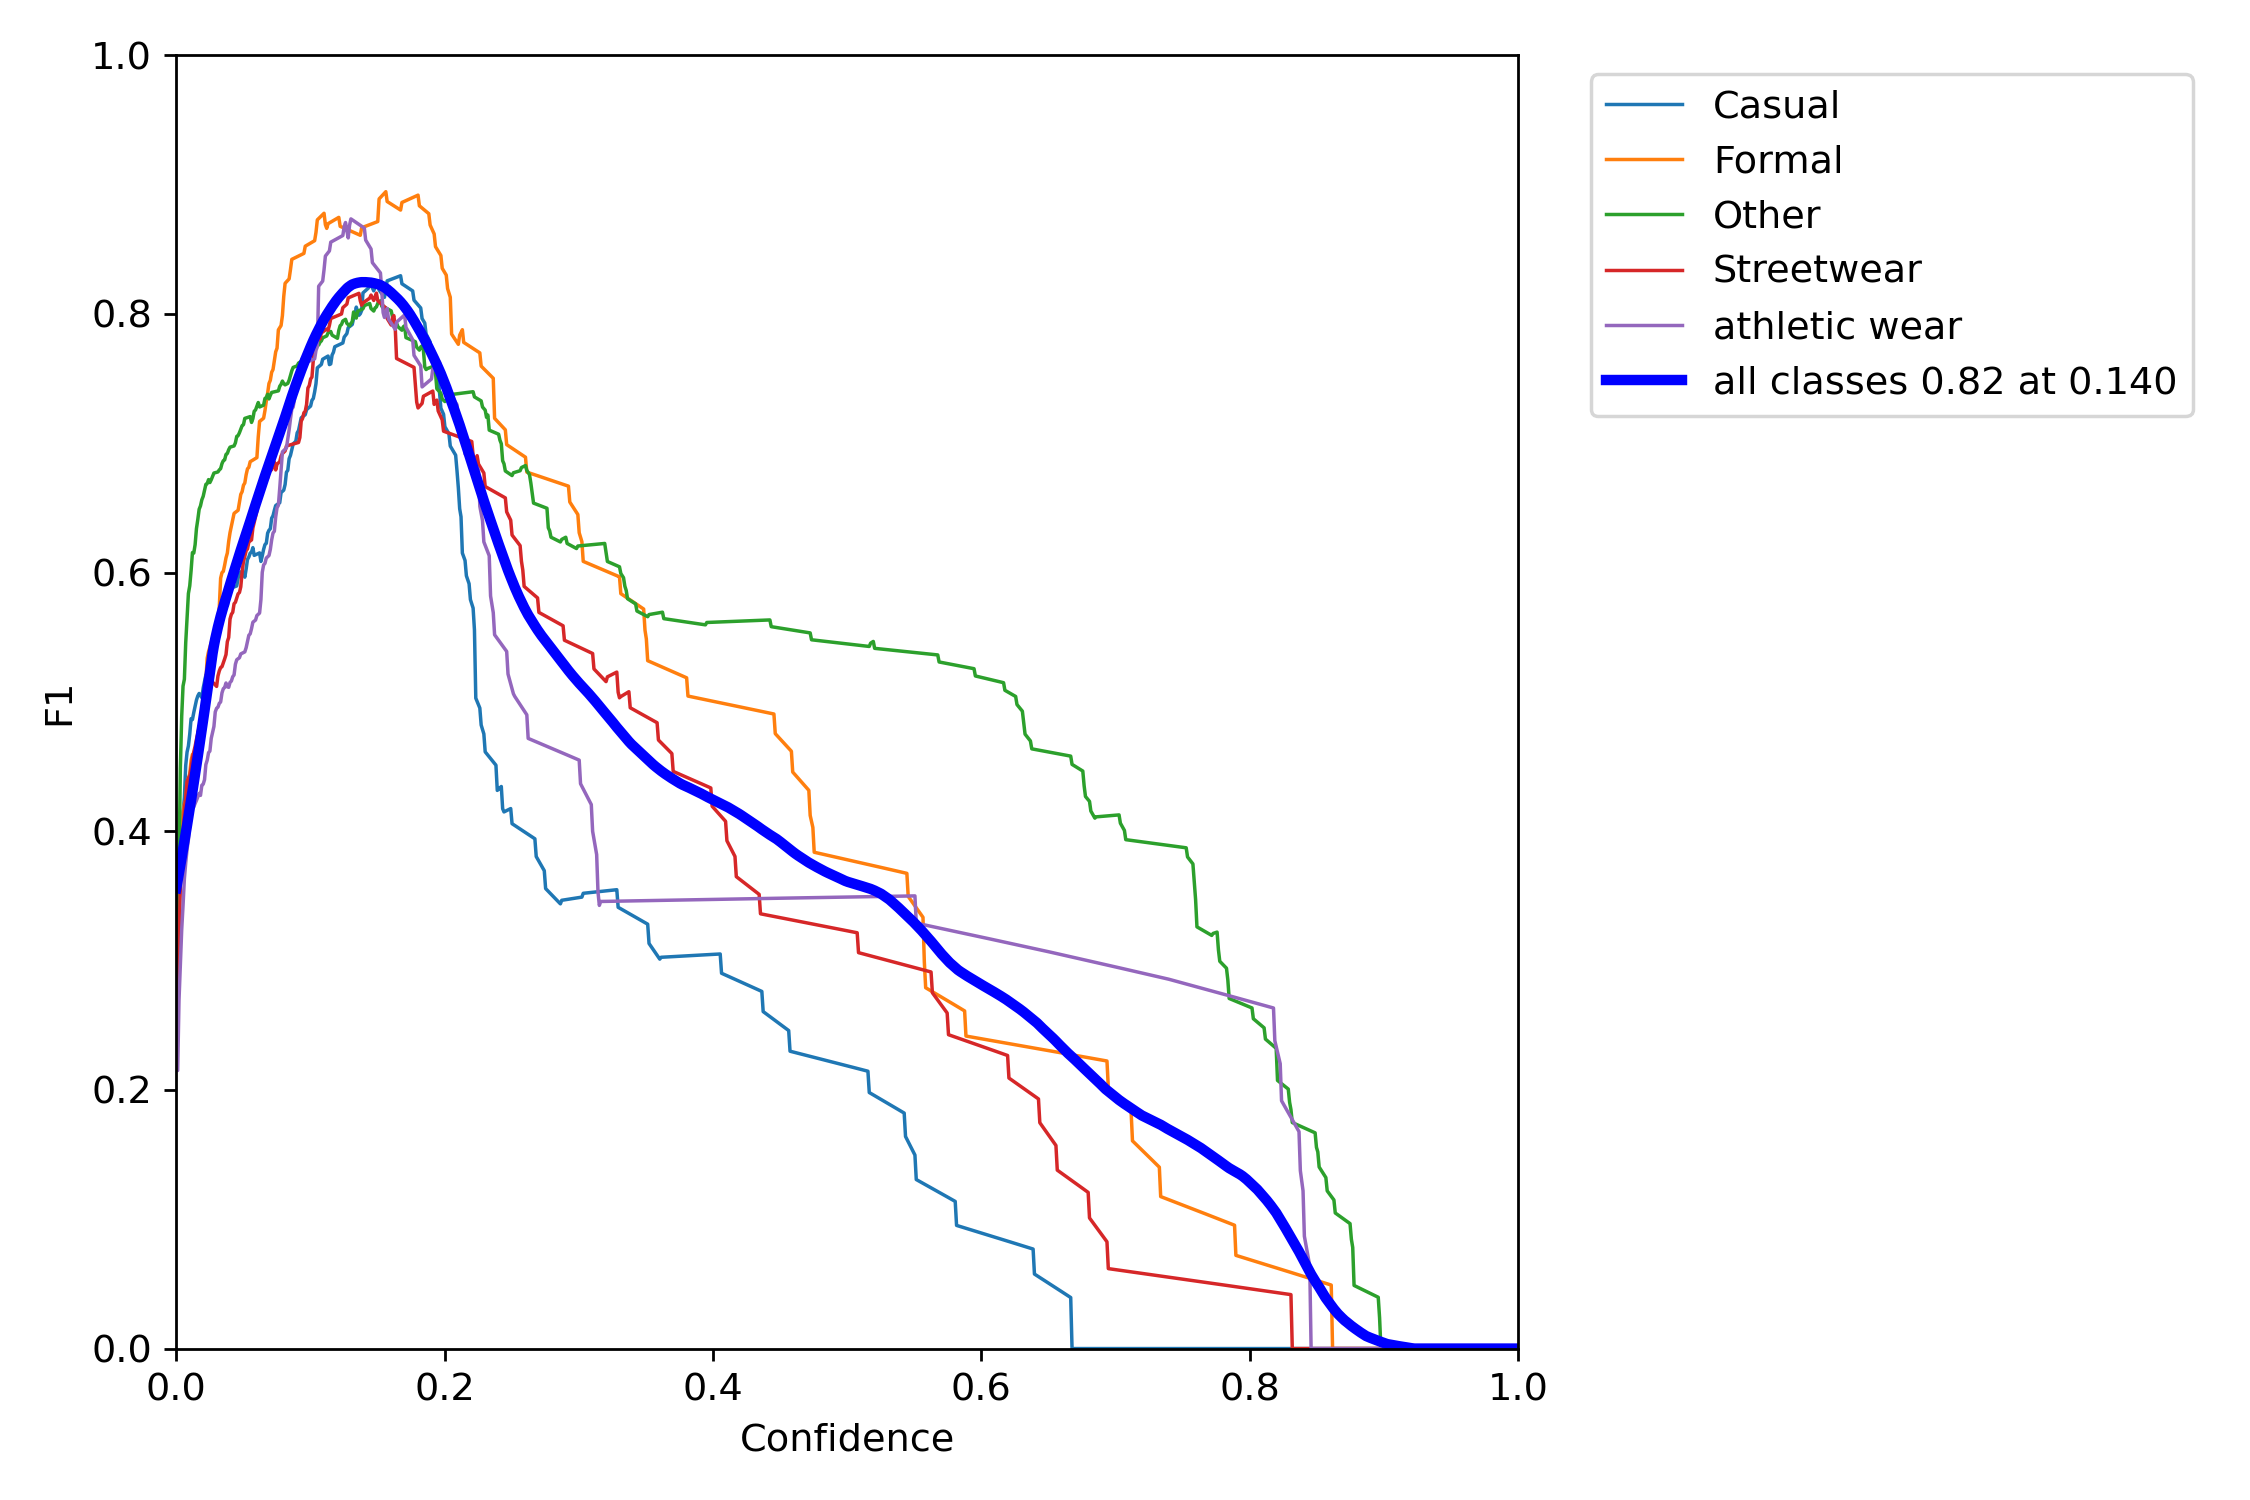 1.0
0.8
0.6
0.4
0.2
0.0
F1
0.0 0.2 0.4 0.6 0.8 1.0
Confidence
Casual
Formal
Other
Streetwear
athletic wear
all classes 0.82 at 0.140